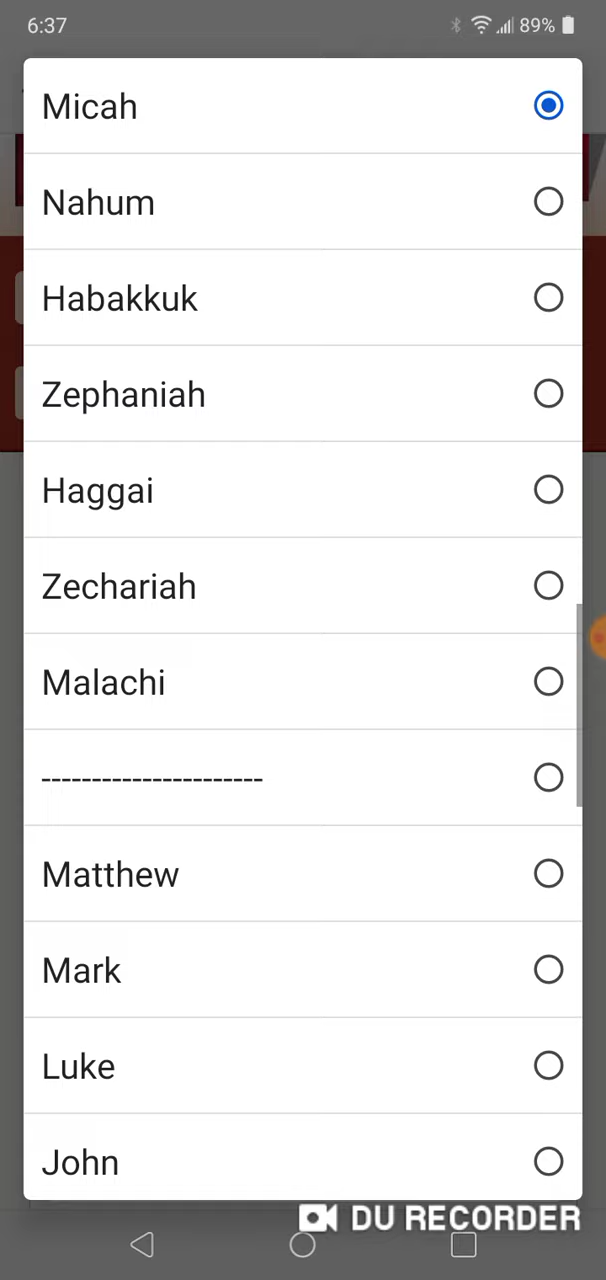 6:37
89%
Micah
Nahum
Habakkuk
Zephaniah
Haggai
Zechariah
Malachi
----------------------
Matthew
Mark
Luke
John
DU RECORDER